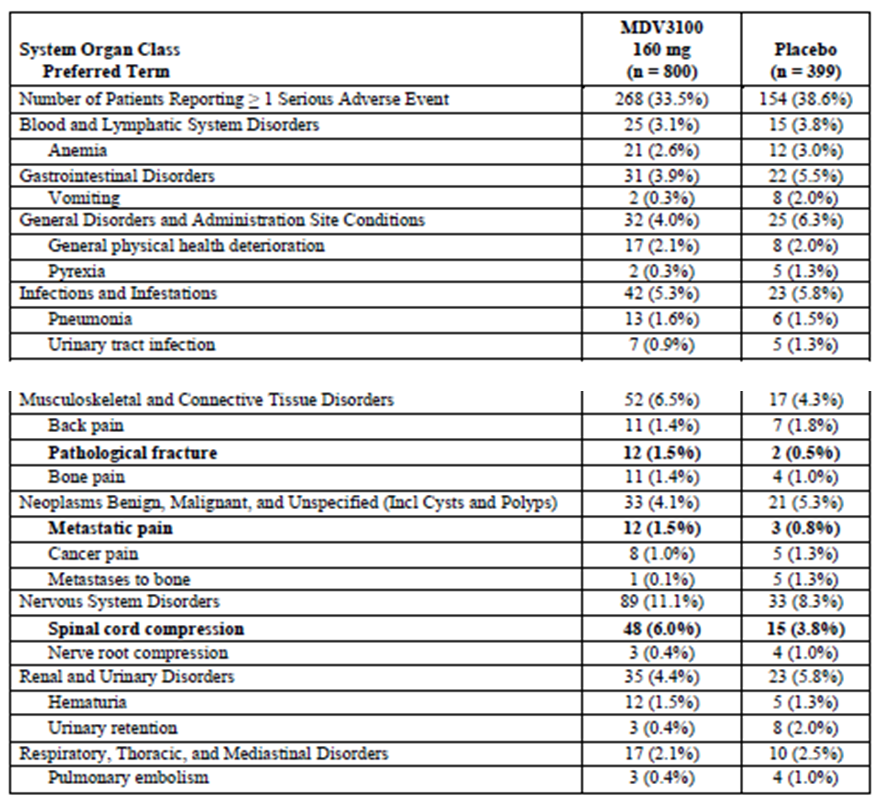 System Organ Class
Preferred Term
MDV3100
160 mg
(n = 800)
Placebo
(n = 399)
Number of Patients Reporting ≥ 1 Serious Adverse Event 268 (33.5%) 154 (38.6%)
Blood and Lymphatic System Disorders 25 (3.1%) 15 (3.8%)
Anemia 21 (2.6%) 12 (3.0%)
Gastrointestinal Disorders 31 (3.9%) 22 (5.5%)
Vomiting 2 (0.3%) 8 (2.0%)
General Disorders and Administration Site Conditions 32 (4.0%) 25 (6.3%)
General physical health deterioration 17 (2.1%) 8 (2.0%)
Pyrexia 2 (0.3%) 5 (1.3%)
Infections and Infestations 42 (5.3%) 23 (5.8%)
Pneumonia 13 (1.6%) 6 (1.5%)
Urinary tract infection 7 (0.9%) 5 (1.3%)
Musculoskeletal and Connective Tissue Disorders 52 (6.5%) 17 (4.3%)
Back pain 11 (1.4%) 7 (1.8%)
Pathological fracture 12 (1.5%) 2 (0.5%)
Bone pain 11 (1.4%) 4 (1.0%)
Neoplasms Benign, Malignant, and Unspecified (Incl Cysts and Polyps) 33 (4.1%) 21 (5.3%)
Metastatic pain 12 (1.5%) 3 (0.8%)
Cancer pain 8 (1.0%) 5 (1.3%)
Metastases to bone 1 (0.1%) 5 (1.3%)
Nervous System Disorders 89 (11.1%) 33 (8.3%)
Spinal cord compression 48 (6.0%) 15 (3.8%)
Nerve root compression 3 (0.4%) 4 (1.0%)
Renal and Urinary Disorders 35 (4.4%) 23 (5.8%)
Hematuria 12 (1.5%) 5 (1.3%)
Urinary retention 3 (0.4%) 8 (2.0%)
Respiratory, Thoracic, and Mediastinal Disorders 17 (2.1%) 10 (2.5%)
Pulmonary embolism 3 (0.4%) 4 (1.0%)